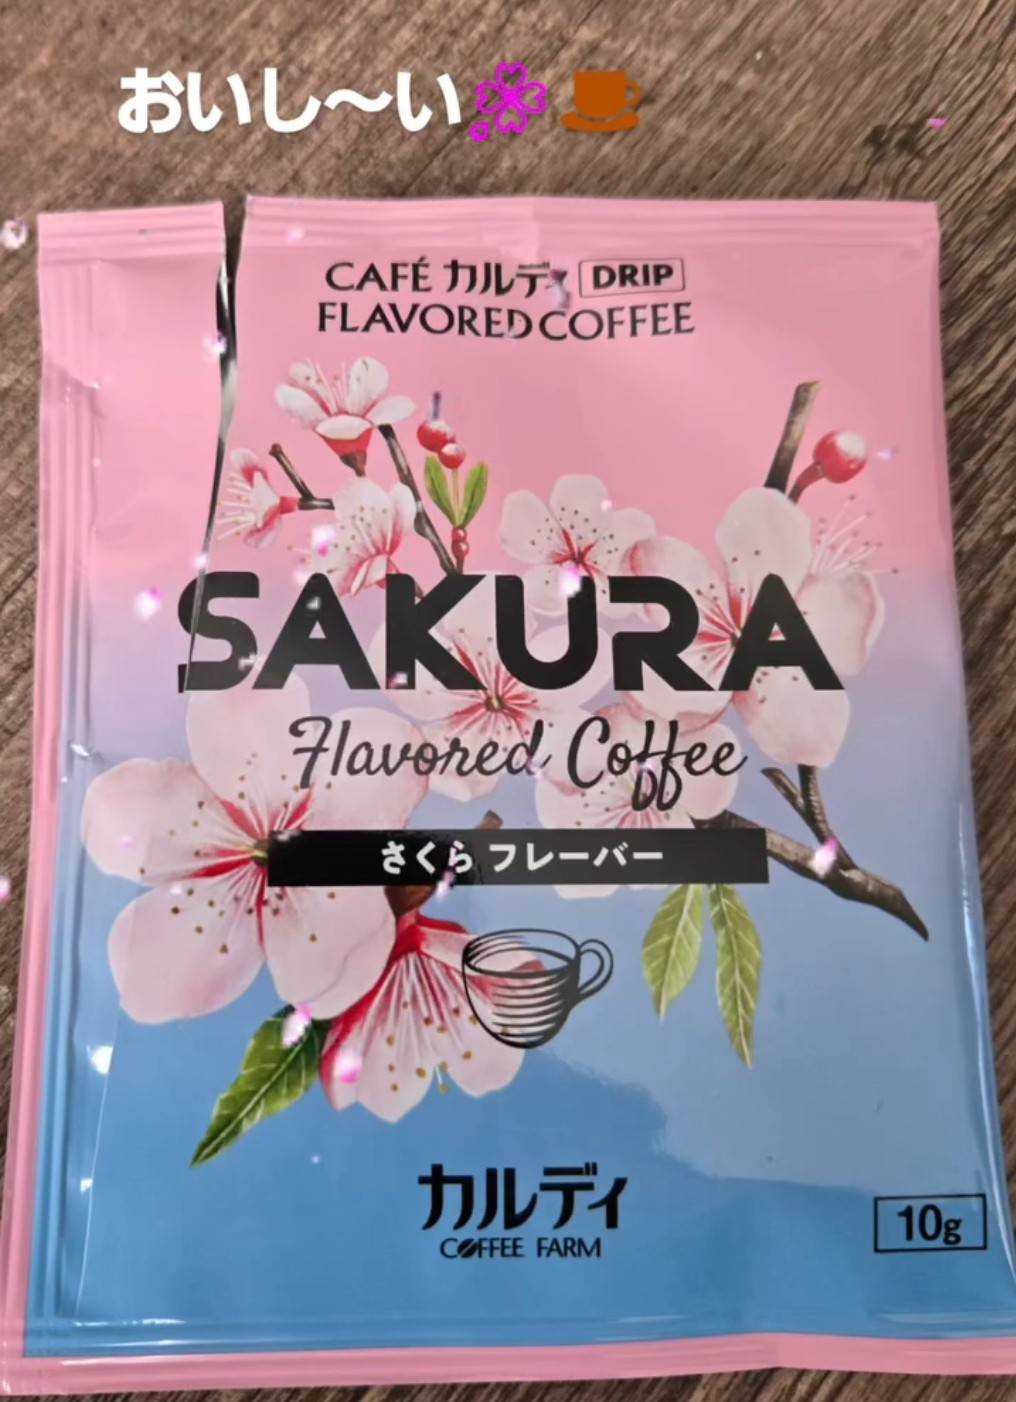 おいし～い🌸☕
CAFÉ カルディ DRIP
FLAVORED COFFEE
SAKURA
Flavored Coffee
さくら フレーバー
カルディ
COFFEE FARM
10g